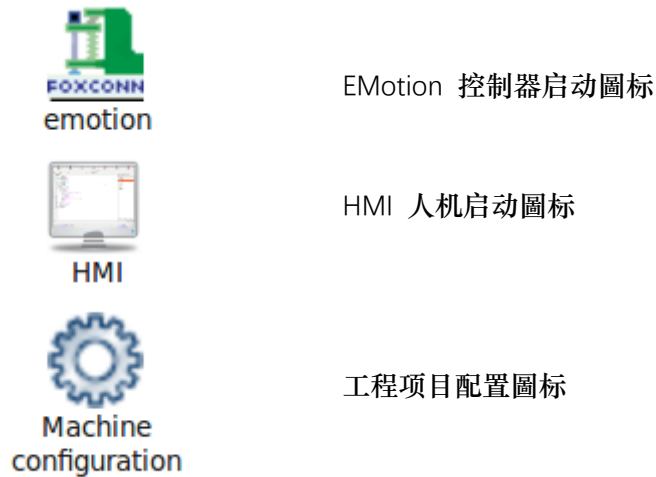 FOXCONN
emotion
EMotion 控制器启动圖标
HMI
HMI 人机启动圖标
Machine
configuration
工程项目配置圖标